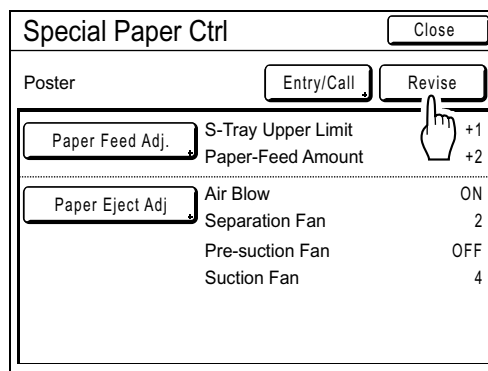 Special Paper Ctrl
Close
Poster
Entry/Call
Revise
Paper Feed Adj.
S-Tray Upper Limit +1
Paper-Feed Amount +2
Paper Eject Adj
Air Blow ON
Separation Fan 2
Pre-suction Fan OFF
Suction Fan 4